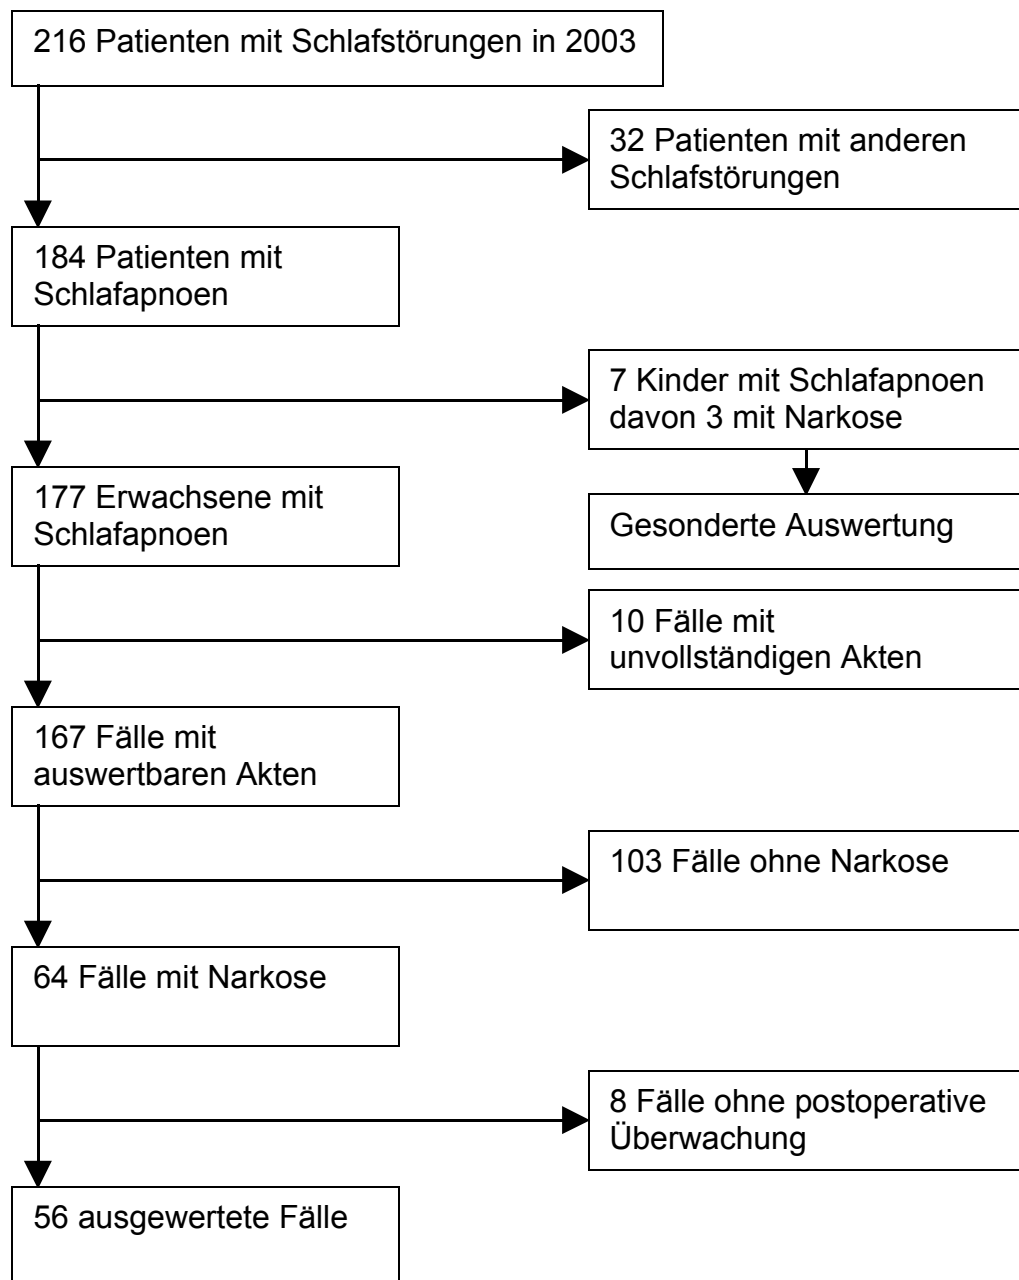 216 Patienten mit Schlafstörungen in 2003
32 Patienten mit anderen
Schlafstörungen
184 Patienten mit
Schlafapnoen
7 Kinder mit Schlafapnoen
davon 3 mit Narkose
177 Erwachsene mit
Schlafapnoen
Gesonderte Auswertung
10 Fälle mit
unvollständigen Akten
167 Fälle mit
auswertbaren Akten
103 Fälle ohne Narkose
64 Fälle mit Narkose
8 Fälle ohne postoperative
Überwachung
56 ausgewertete Fälle